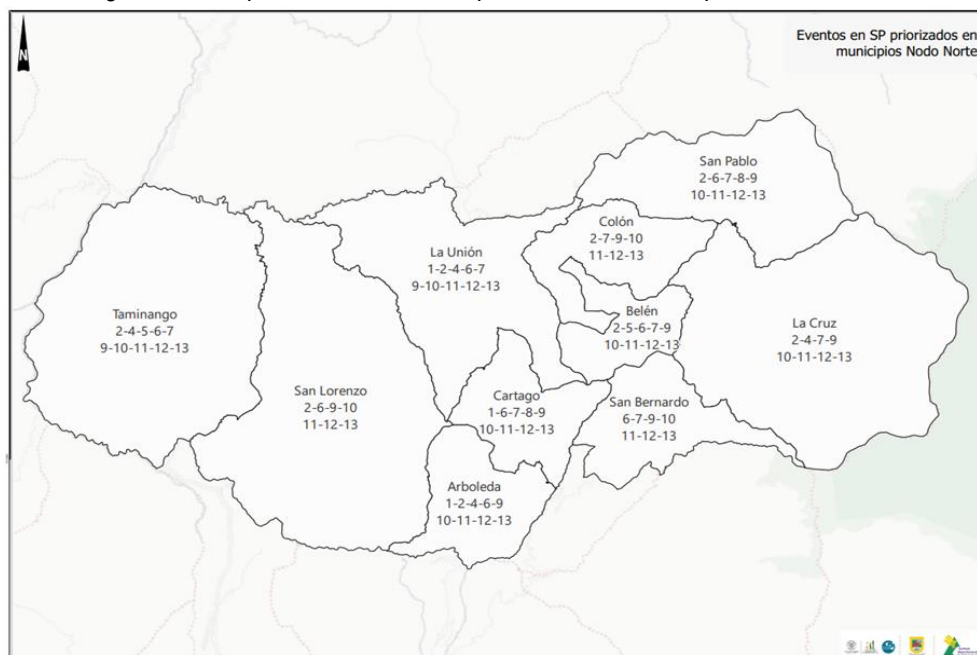 Eventos en SP priorizados en
municipios Nodo Norte
N
San Pablo
2-6-7-8-9
10-11-12-13
Colón
2-7-9-10
11-12-13
La Unión
1-2-4-6-7
9-10-11-12-13
Taminango
2-4-5-6-7
9-10-11-12-13
Belén
2-5-6-7-9
10-11-12-13
La Cruz
2-4-7-9
10-11-12-13
San Lorenzo
2-6-9-10
11-12-13
Cartago
1-6-7-8-9
10-11-12-13
San Bernardo
6-7-9-10
11-12-13
Arboleda
1-2-4-6-9
10-11-12-13